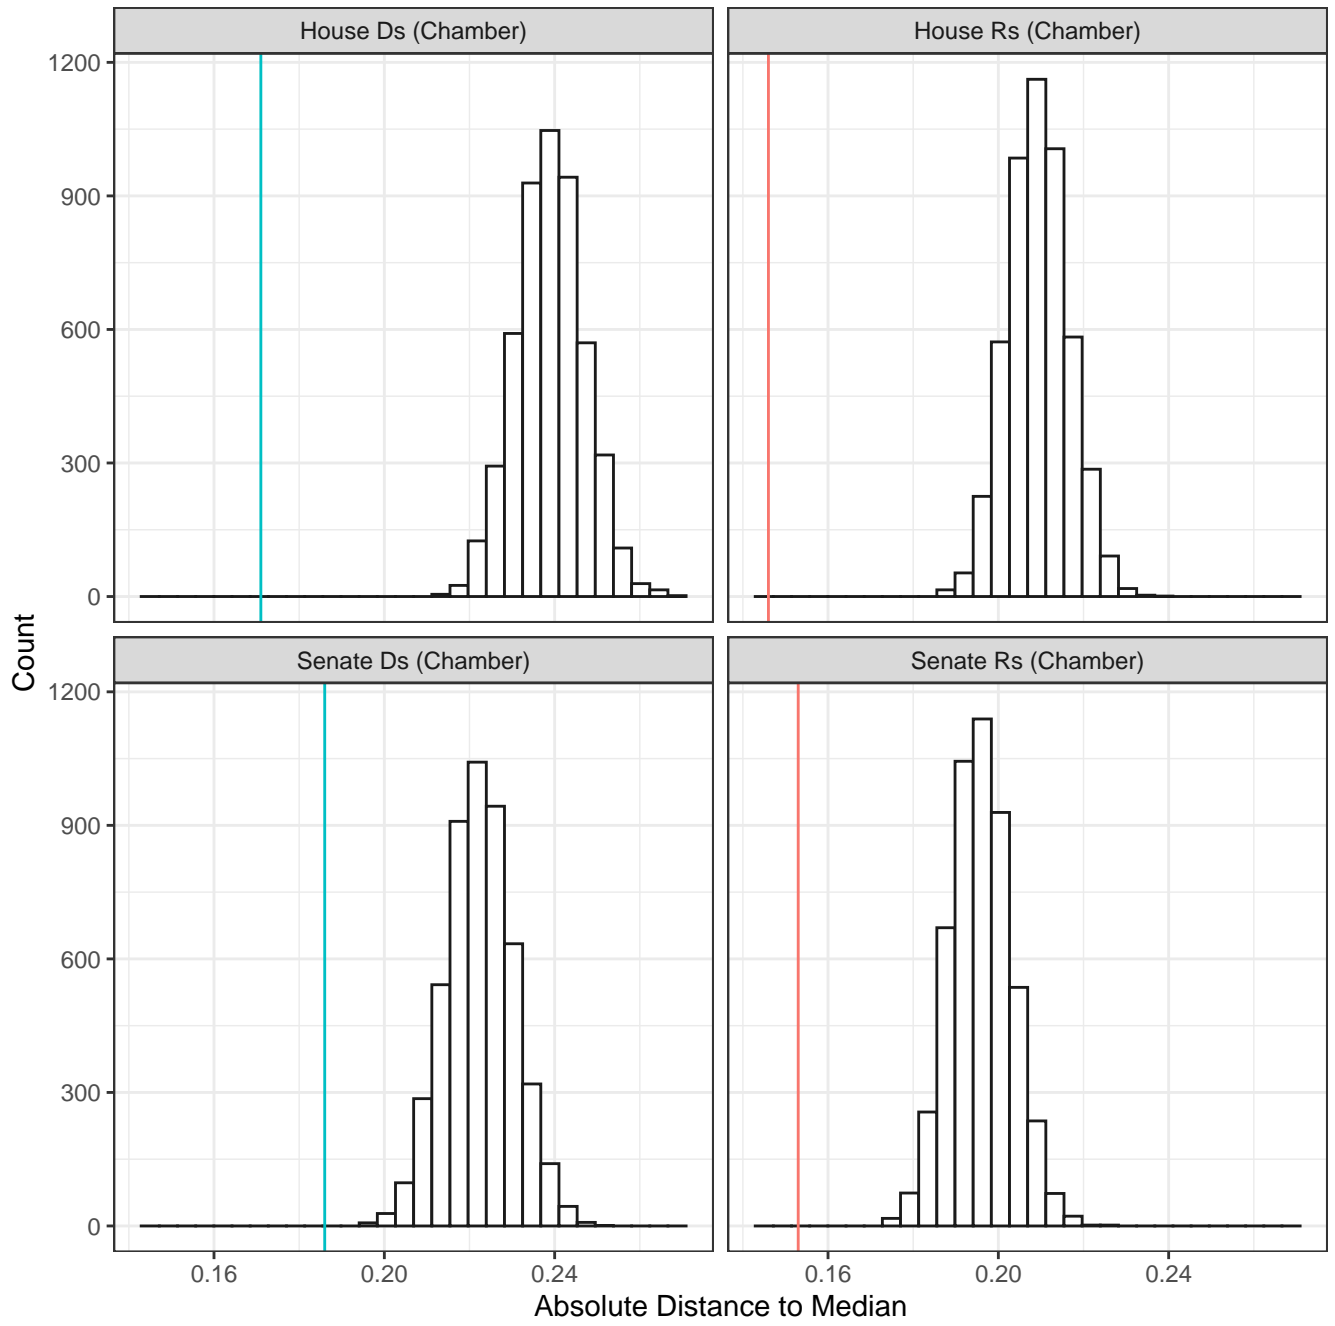 House Ds (Chamber)
House Rs (Chamber)
1200
900
600
300
0
Count
Senate Ds (Chamber)
Senate Rs (Chamber)
1200
900
600
300
0
0.16
0.20
0.24
0.16
0.20
0.24
Absolute Distance to Median